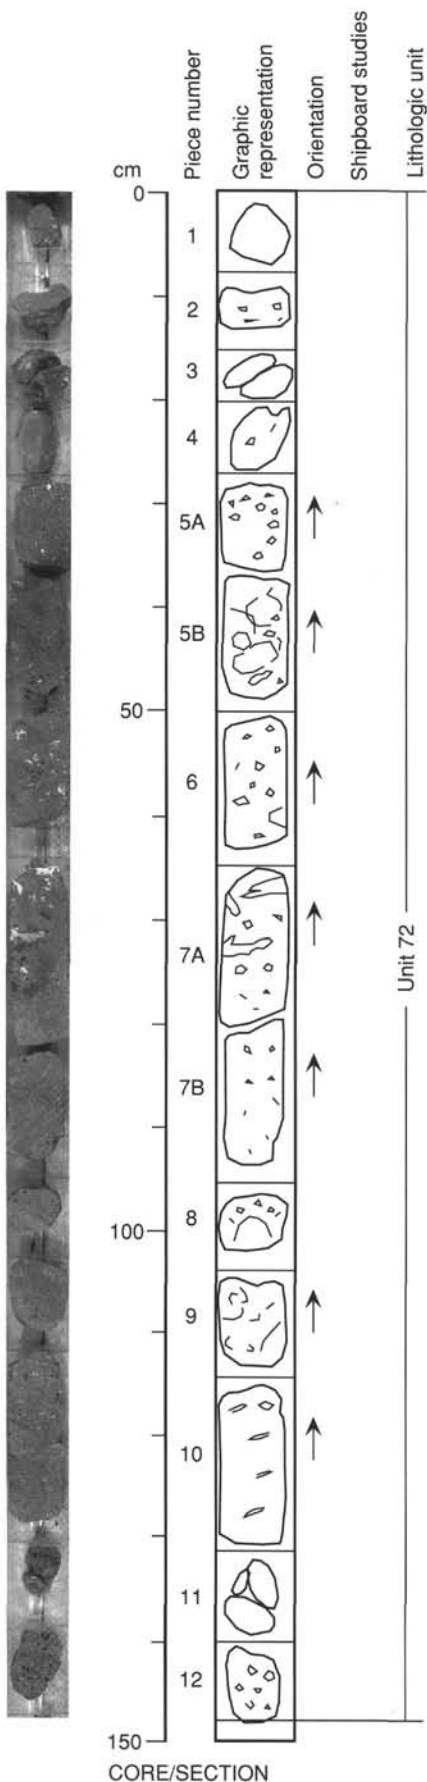 cm
Piece number
Graphic
representation
Orientation
Shipboard studies
Lithologic unit
0
1
2
3
4
5A
5B
50
6
7A
Unit 72
7B
8
100
9
10
11
12
150
CORE/SECTION